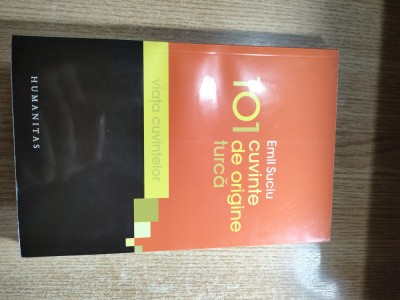 Emil Suciu
101
cuvinte
de origine
turcă
viața cuvintelor
HUMANITAS